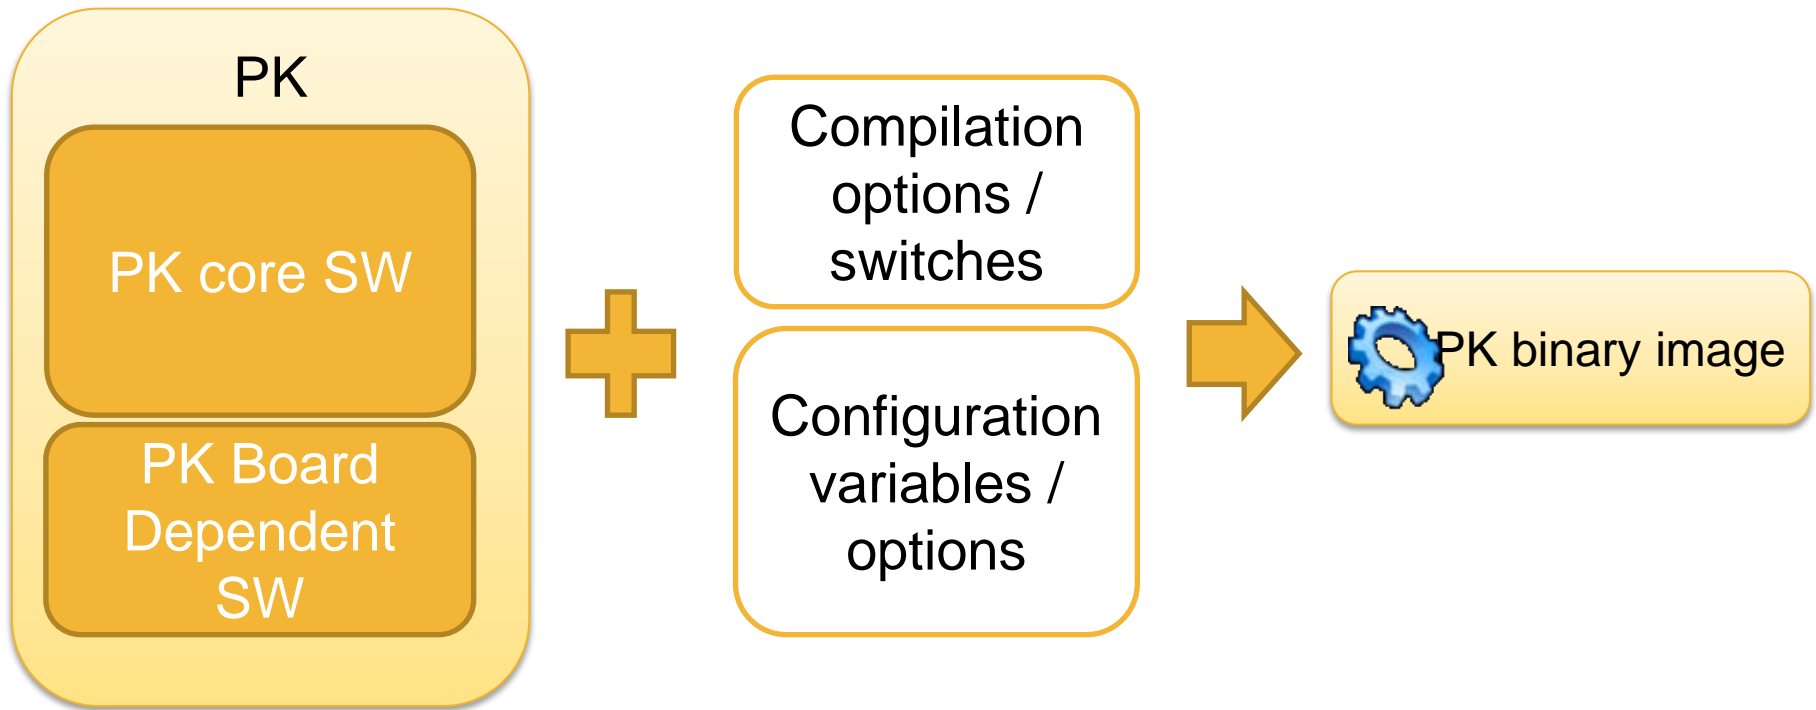 PK
PK core SW
PK Board
Dependent
SW
Compilation
options /
switches
Configuration
variables /
options
PK binary image